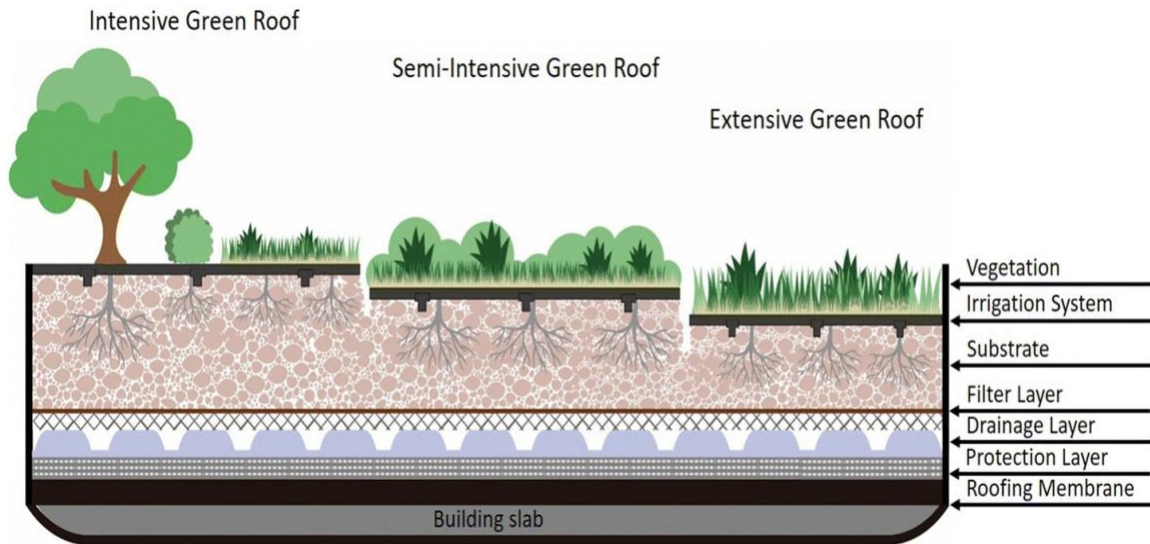 Intensive Green Roof
Semi-Intensive Green Roof
Extensive Green Roof
Vegetation
Irrigation System
Substrate
Filter Layer
Drainage Layer
Protection Layer
Roofing Membrane
Building slab